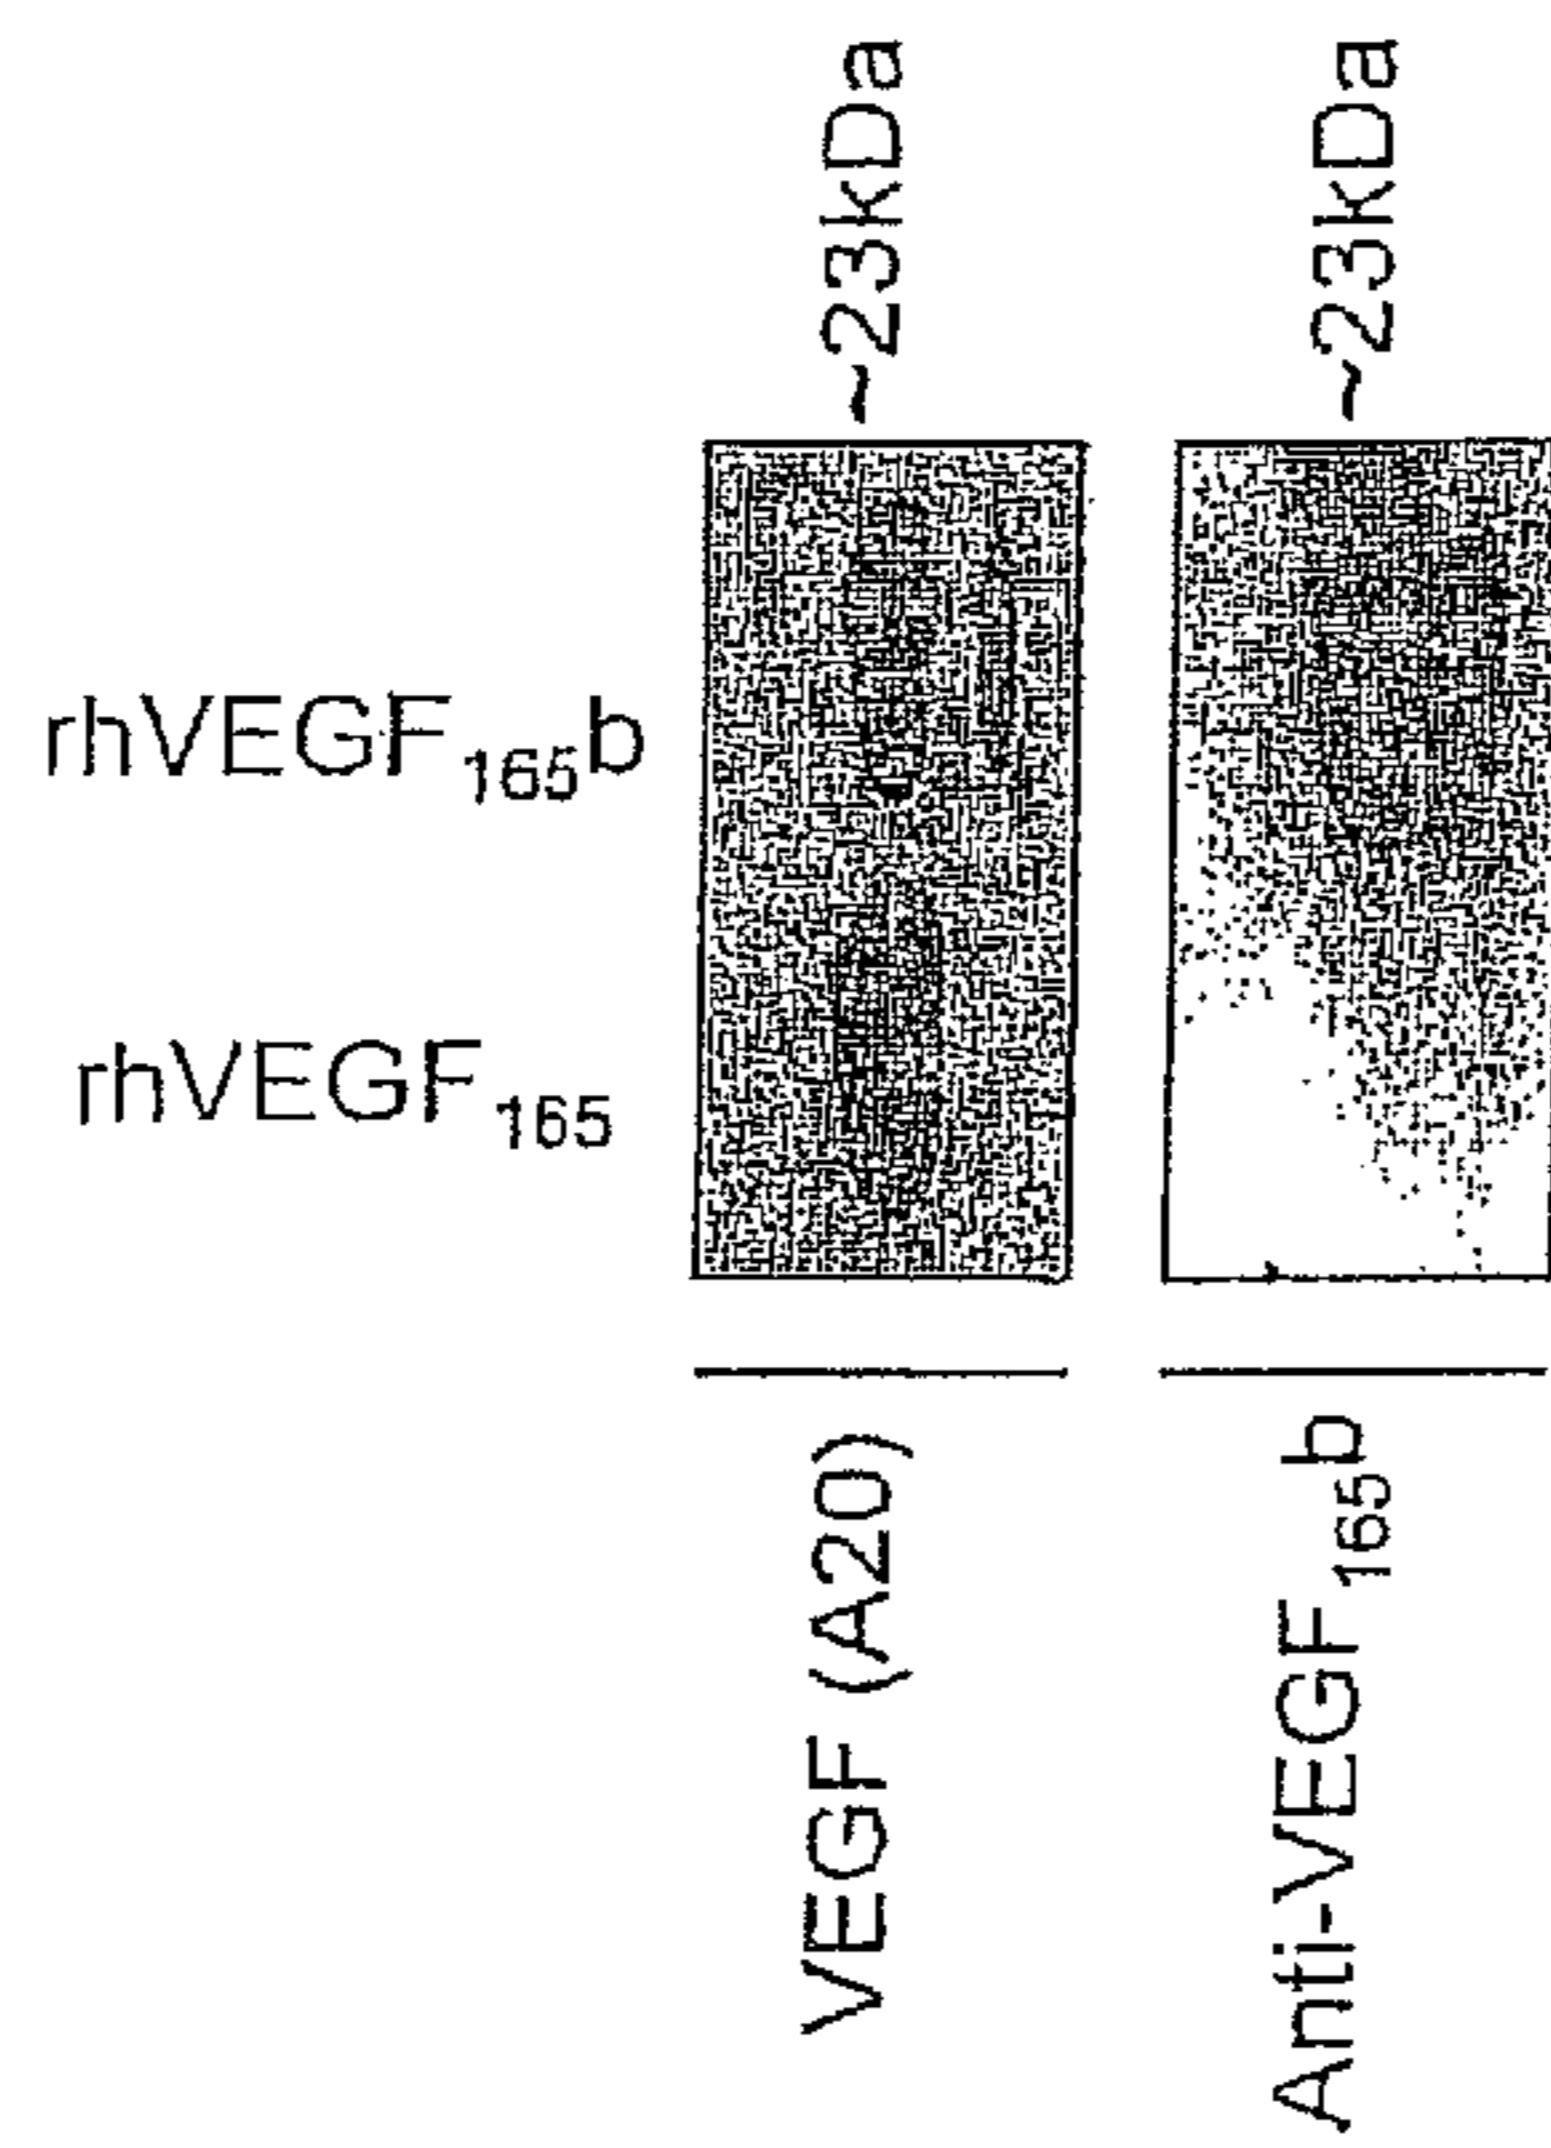 ~23kDa
~23kDa
rhVEGF₁₆₅b
rhVEGF₁₆₅
VEGF (A20)
Anti-VEGF₁₆₅b